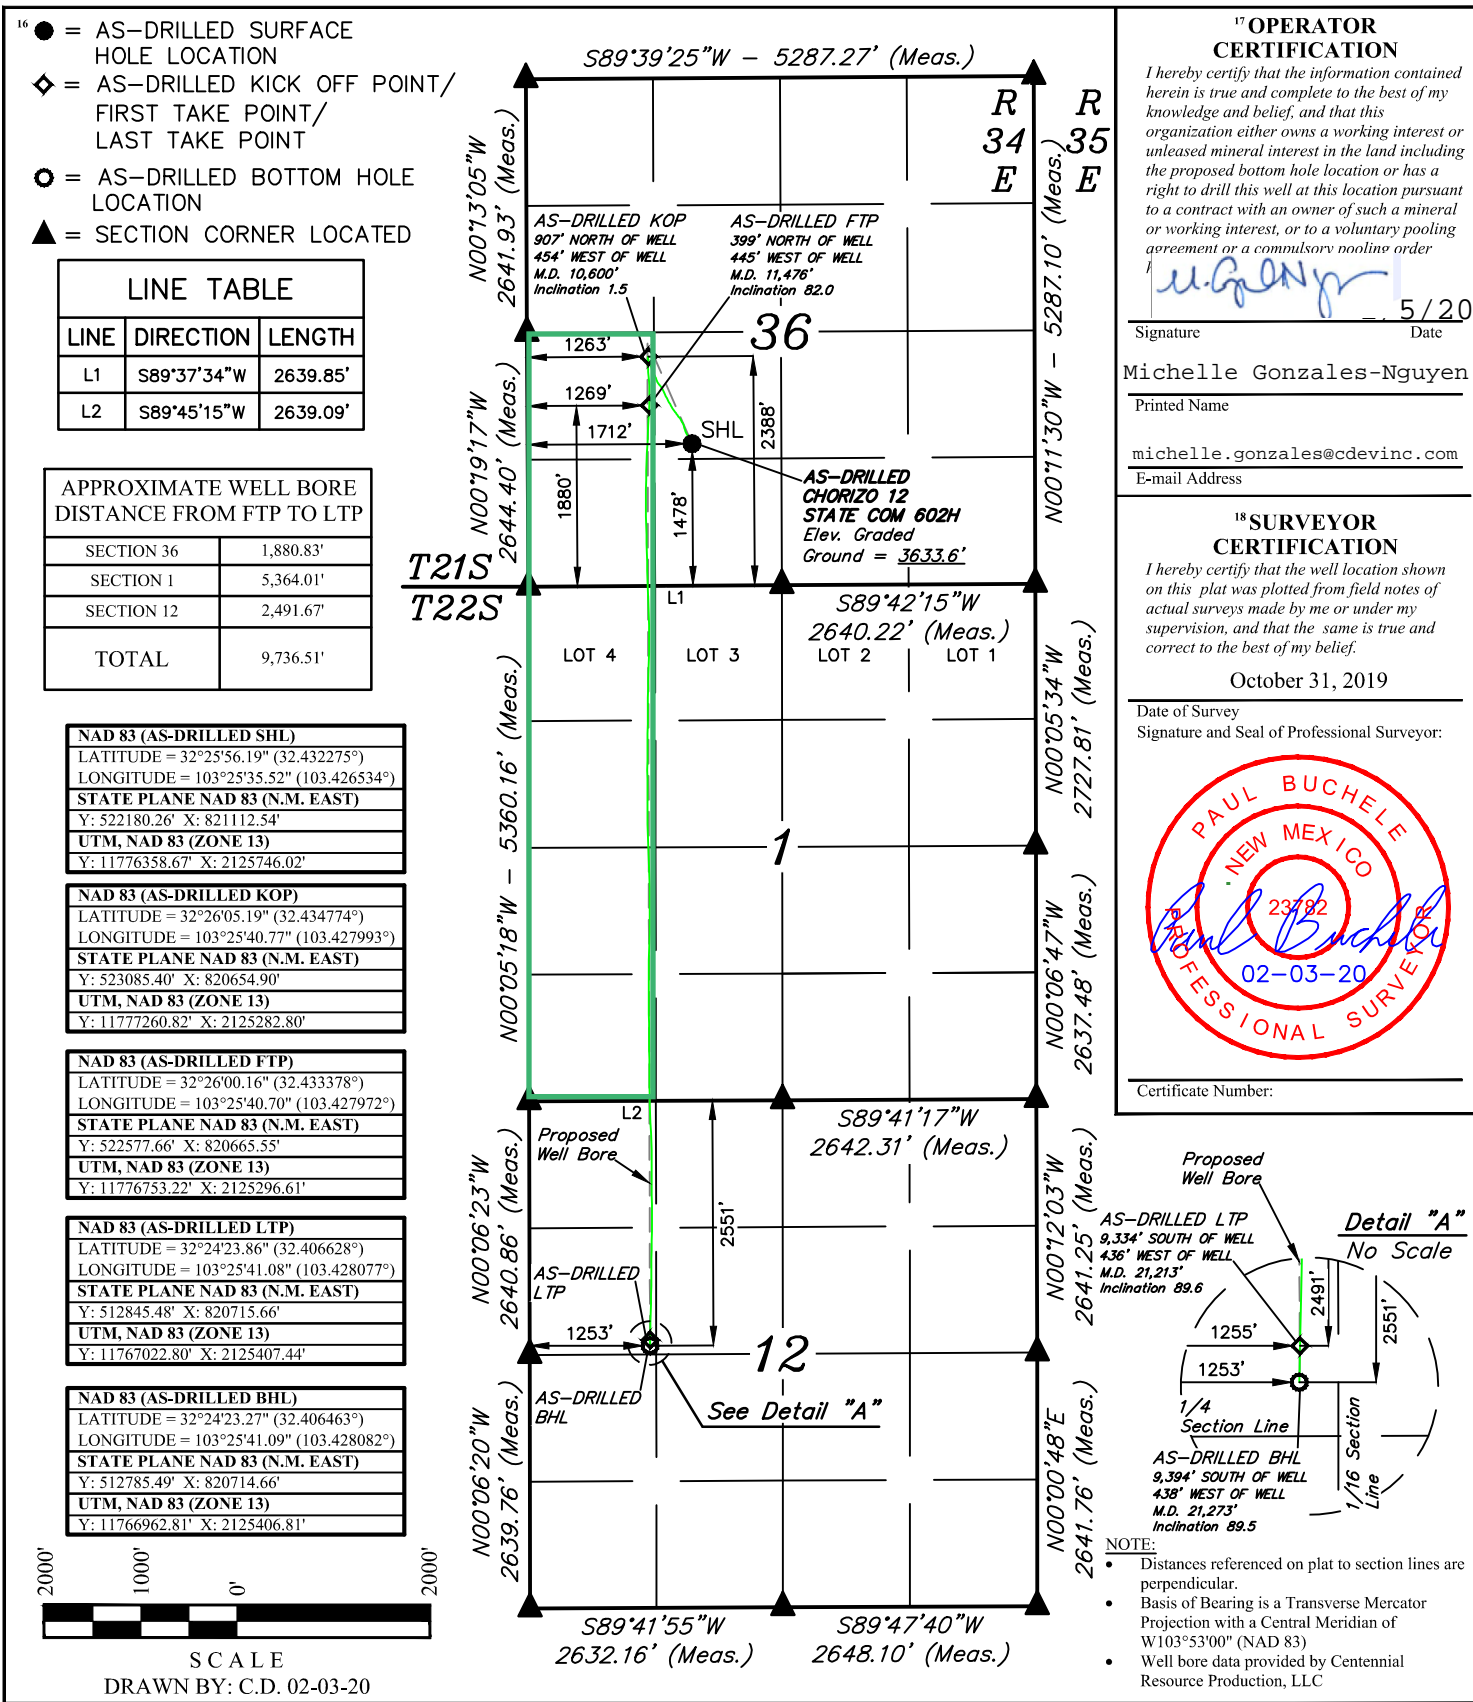 16 = AS-DRILLED SURFACE
HOLE LOCATION
= AS-DRILLED KICK OFF POINT/
FIRST TAKE POINT/
LAST TAKE POINT
= AS-DRILLED BOTTOM HOLE
LOCATION
= SECTION CORNER LOCATED
LINE TABLE
LINE DIRECTION LENGTH
L1 S89°37'34"W 2639.85'
L2 S89°45'15"W 2639.09'
APPROXIMATE WELL BORE
DISTANCE FROM FTP TO LTP
SECTION 36 1,880.83'
SECTION 1 5,364.01'
SECTION 12 2,491.67'
TOTAL 9,736.51'
NAD 83 (AS-DRILLED SHL)
LATITUDE = 32°25'56.19" (32.432275°)
LONGITUDE = 103°25'35.52" (103.426534°)
STATE PLANE NAD 83 (N.M. EAST)
Y: 522180.26' X: 821112.54'
UTM, NAD 83 (ZONE 13)
Y: 11776358.67' X: 2125746.02'
NAD 83 (AS-DRILLED KOP)
LATITUDE = 32°26'05.19" (32.434774°)
LONGITUDE = 103°25'40.77" (103.427993°)
STATE PLANE NAD 83 (N.M. EAST)
Y: 523085.40' X: 820654.90'
UTM, NAD 83 (ZONE 13)
Y: 11777260.82' X: 2125282.80'
NAD 83 (AS-DRILLED FTP)
LATITUDE = 32°26'00.16" (32.433378°)
LONGITUDE = 103°25'40.70" (103.427972°)
STATE PLANE NAD 83 (N.M. EAST)
Y: 522577.66' X: 820665.55'
UTM, NAD 83 (ZONE 13)
Y: 11776753.22' X: 2125296.61'
NAD 83 (AS-DRILLED LTP)
LATITUDE = 32°24'23.86" (32.406628°)
LONGITUDE = 103°25'41.08" (103.428077°)
STATE PLANE NAD 83 (N.M. EAST)
Y: 512845.48' X: 820715.66'
UTM, NAD 83 (ZONE 13)
Y: 11767022.80' X: 2125407.44'
NAD 83 (AS-DRILLED BHL)
LATITUDE = 32°24'23.27" (32.406463°)
LONGITUDE = 103°25'41.09" (103.428082°)
STATE PLANE NAD 83 (N.M. EAST)
Y: 512785.49' X: 820714.66'
UTM, NAD 83 (ZONE 13)
Y: 11766962.81' X: 2125406.81'
2000' 1000' 0' 2000'
SCALE
DRAWN BY: C.D. 02-03-20
S89°39'25"W - 5287.27' (Meas.)
R R
34 35
E E
N00°13'05"W
2641.93' (Meas.)
AS-DRILLED KOP
907' NORTH OF WELL
454' WEST OF WELL
M.D. 10,600'
Inclination 1.5
AS-DRILLED FTP
399' NORTH OF WELL
445' WEST OF WELL
M.D. 11,476'
Inclination 82.0
N00°11'30"W - 5287.10' (Meas.)
36
1263'
1269'
1712'
SHL
2388'
1880'
1478'
N00°19'17"W
2644.40' (Meas.)
AS-DRILLED
CHORIZO 12
STATE COM 602H
Elev. Graded
Ground = 3633.6'
T21S
T22S
L1
S89°42'15"W
2640.22' (Meas.)
LOT 4 LOT 3 LOT 2 LOT 1
N00°05'18"W - 5360.16' (Meas.)
N00°05'34"W
2727.81' (Meas.)
1
N00°06'47"W
2637.48' (Meas.)
L2
S89°41'17"W
2642.31' (Meas.)
Proposed
Well Bore
N00°06'23"W
2640.86' (Meas.)
2551'
N00°12'03"W
2641.25' (Meas.)
AS-DRILLED
LTP
1253'
12
AS-DRILLED
BHL
See Detail "A"
N00°06'20"W
2639.76' (Meas.)
N00°00'48"E
2641.76' (Meas.)
S89°41'55"W
2632.16' (Meas.)
S89°47'40"W
2648.10' (Meas.)
17 OPERATOR
CERTIFICATION
I hereby certify that the information contained
herein is true and complete to the best of my
knowledge and belief, and that this
organization either owns a working interest or
unleased mineral interest in the land including
the proposed bottom hole location or has a
right to drill this well at this location pursuant
to a contract with an owner of such a mineral
or working interest, or to a voluntary pooling
agreement or a compulsory pooling order
5/20
Signature Date
Michelle Gonzales-Nguyen
Printed Name
michelle.gonzales@cdevinc.com
E-mail Address
18 SURVEYOR
CERTIFICATION
I hereby certify that the well location shown
on this plat was plotted from field notes of
actual surveys made by me or under my
supervision, and that the same is true and
correct to the best of my belief.
October 31, 2019
Date of Survey
Signature and Seal of Professional Surveyor:
PAUL BUCHELE
NEW MEXICO
23782
Paul Buchele
02-03-20
PROFESSIONAL SURVEYOR
Certificate Number:
Proposed
Well Bore
AS-DRILLED LTP
9,334' SOUTH OF WELL
436' WEST OF WELL
M.D. 21,213'
Inclination 89.6
Detail "A"
No Scale
2491'
2551'
1255'
1253'
1/4
Section Line
1/16 Section
Line
AS-DRILLED BHL
9,394' SOUTH OF WELL
438' WEST OF WELL
M.D. 21,273'
Inclination 89.5
NOTE:
• Distances referenced on plat to section lines are
perpendicular.
• Basis of Bearing is a Transverse Mercator
Projection with a Central Meridian of
W103°53'00" (NAD 83)
• Well bore data provided by Centennial
Resource Production, LLC